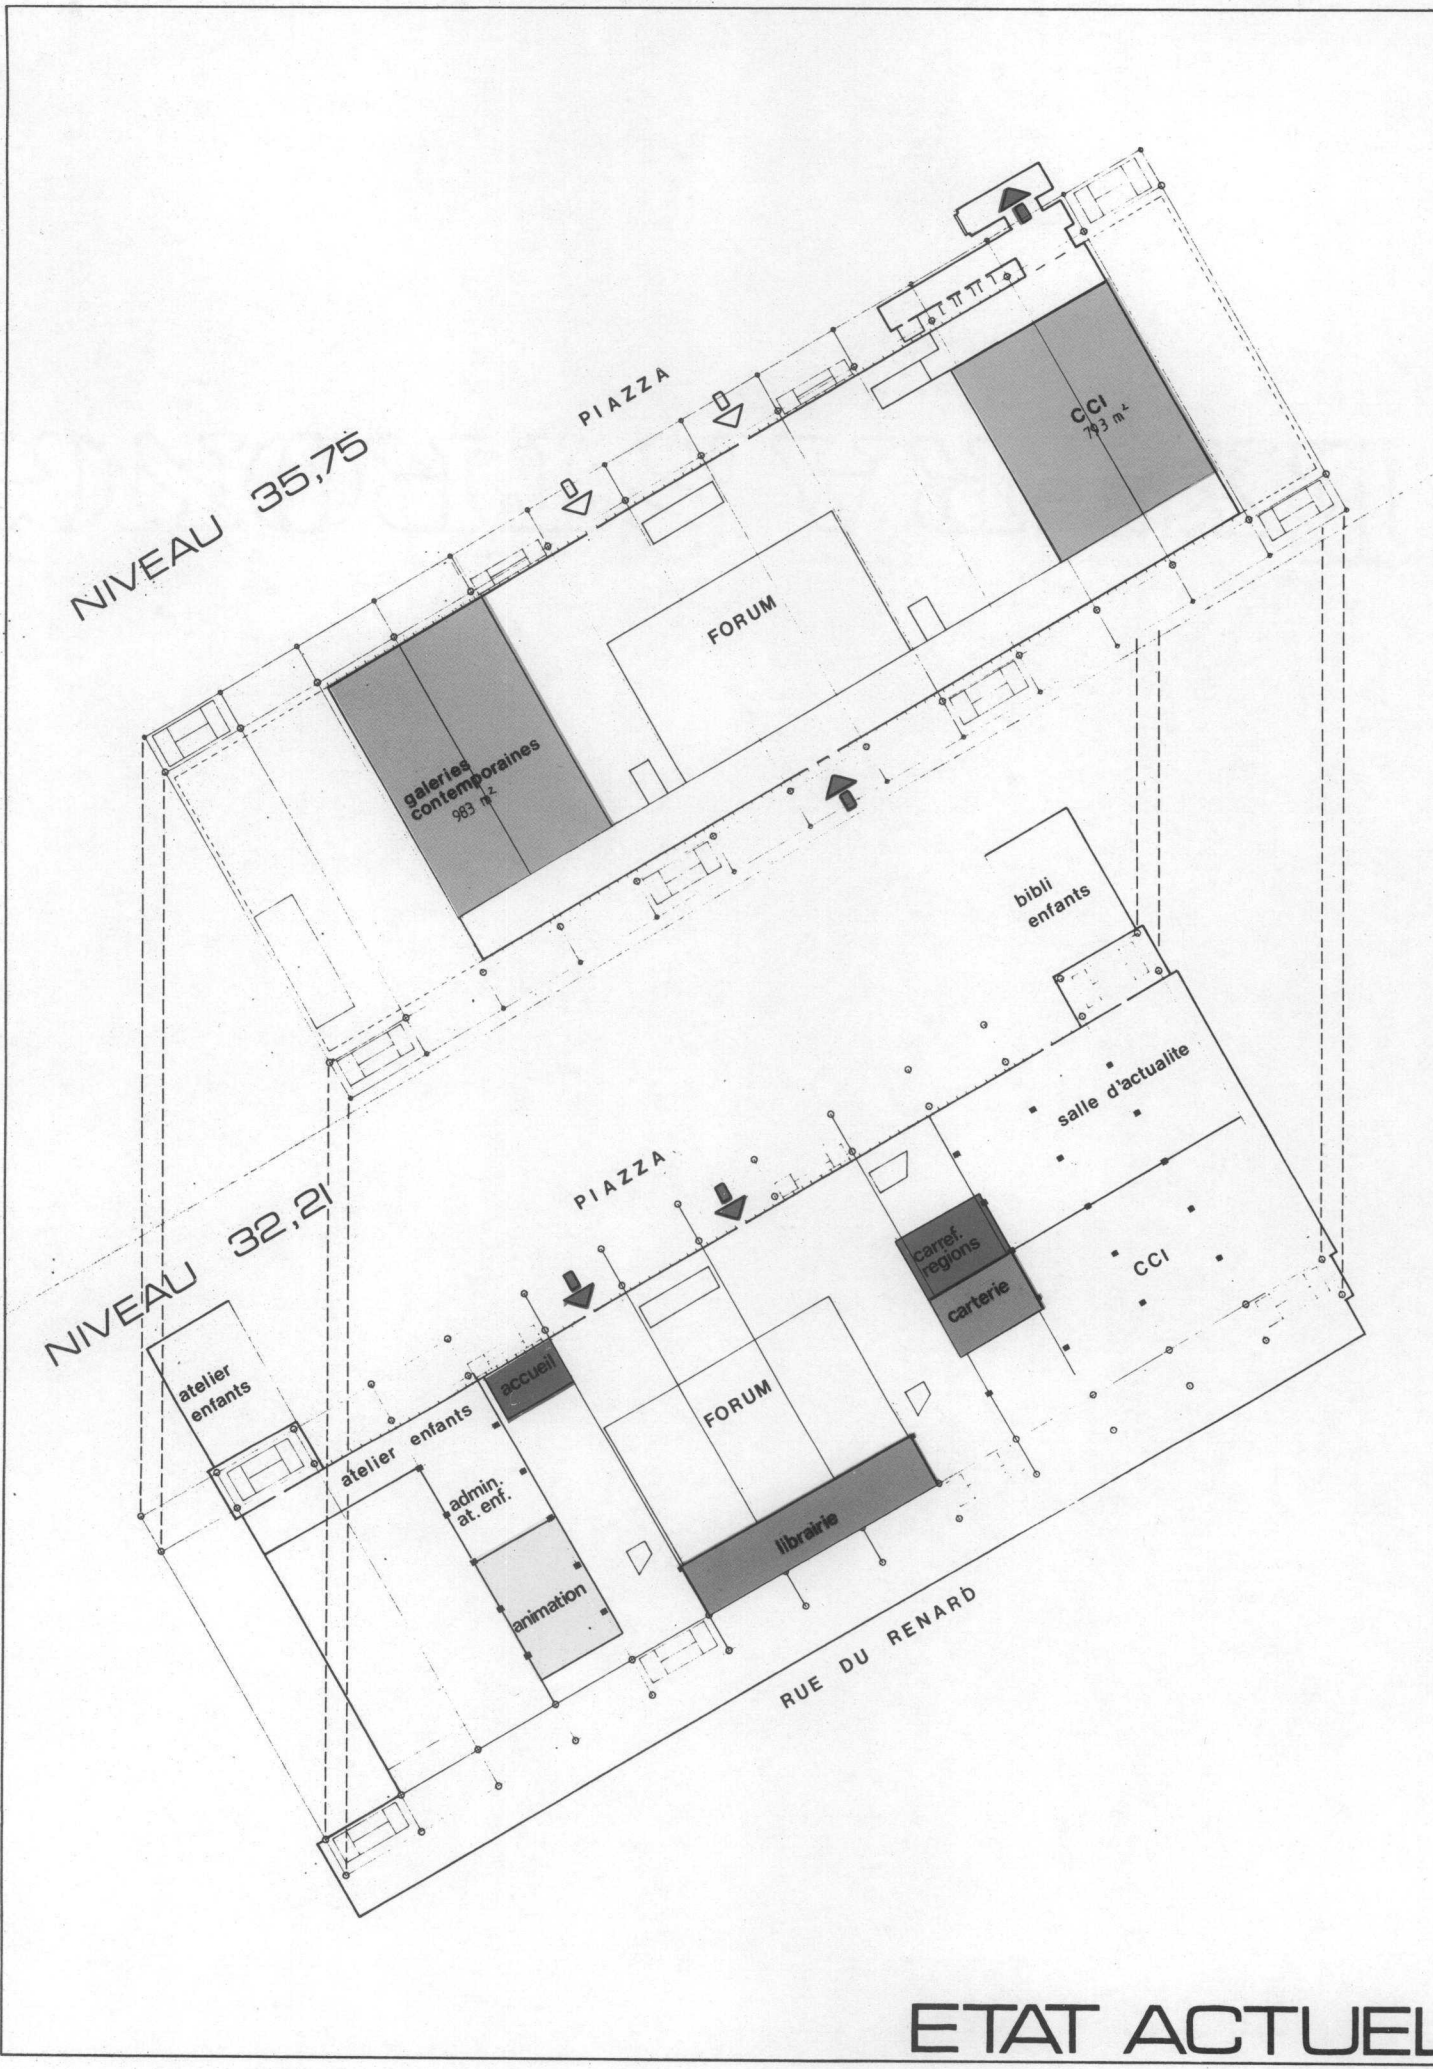 NIVEAU 35,75
PIAZZA
CCI
793 m²
FORUM
galeries
contemporaines
983 m²
bibli
enfants
NIVEAU 32,21
PIAZZA
salle d'actualite
carref.
regions
carterie
CCI
atelier
enfants
atelier enfants
accueil
admin.
at. enf.
animation
FORUM
librairie
RUE DU RENARD
ETAT ACTUEL